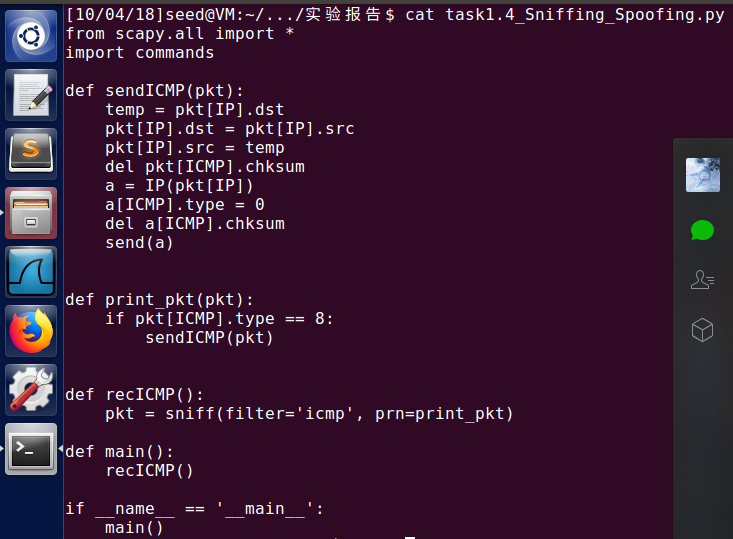 [10/04/18]seed@VM:~/.../实验报告$ cat task1.4_Sniffing_Spoofing.py
from scapy.all import *
import commands

def sendICMP(pkt):
    temp = pkt[IP].dst
    pkt[IP].dst = pkt[IP].src
    pkt[IP].src = temp
    del pkt[ICMP].chksum
    a = IP(pkt[IP])
    a[ICMP].type = 0
    del a[ICMP].chksum
    send(a)


def print_pkt(pkt):
    if pkt[ICMP].type == 8:
        sendICMP(pkt)


def recICMP():
    pkt = sniff(filter='icmp', prn=print_pkt)

def main():
    recICMP()

if __name__ == '__main__':
    main()